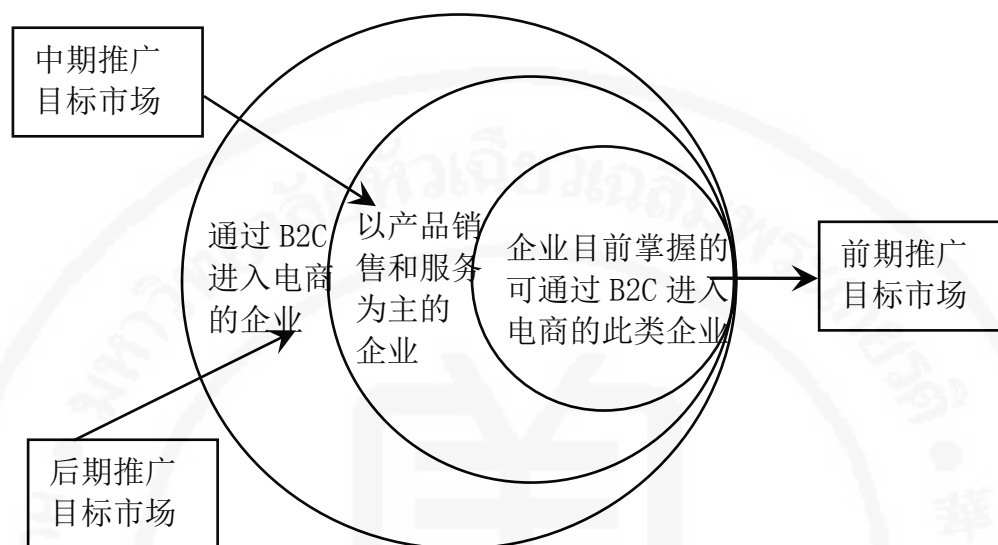 中期推广
目标市场
通过 B2C
进入电商
的企业
以产品销
售和服务
为主的
企业
企业目前掌握的
可通过 B2C 进入
电商的此类企业
前期推广
目标市场
后期推广
目标市场